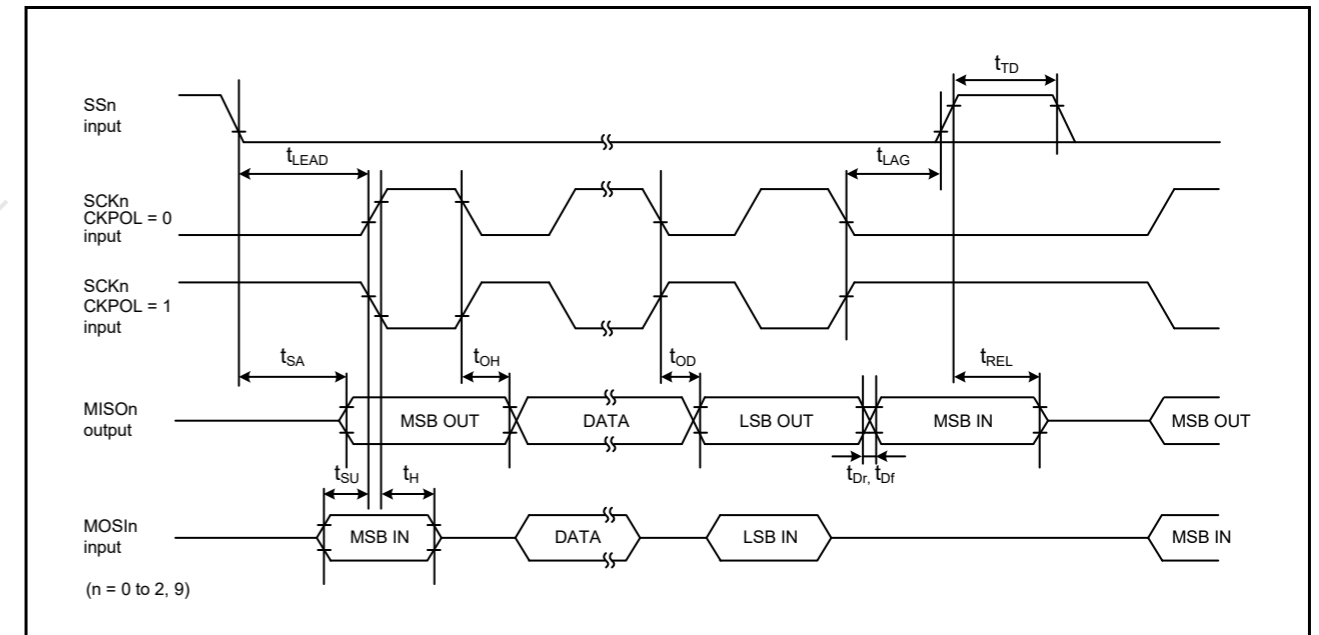 tTD
SSn
input
tLEAD
tLAG
SCKn
CKPOL = 0
input
SCKn
CKPOL = 1
input
tSA
tOH
tOD
tREL
MISOn
output
MSB OUT
DATA
LSB OUT
MSB IN
MSB OUT
tSU
tH
tDr, tDf
MOSIn
input
MSB IN
DATA
LSB IN
MSB IN
(n = 0 to 2, 9)